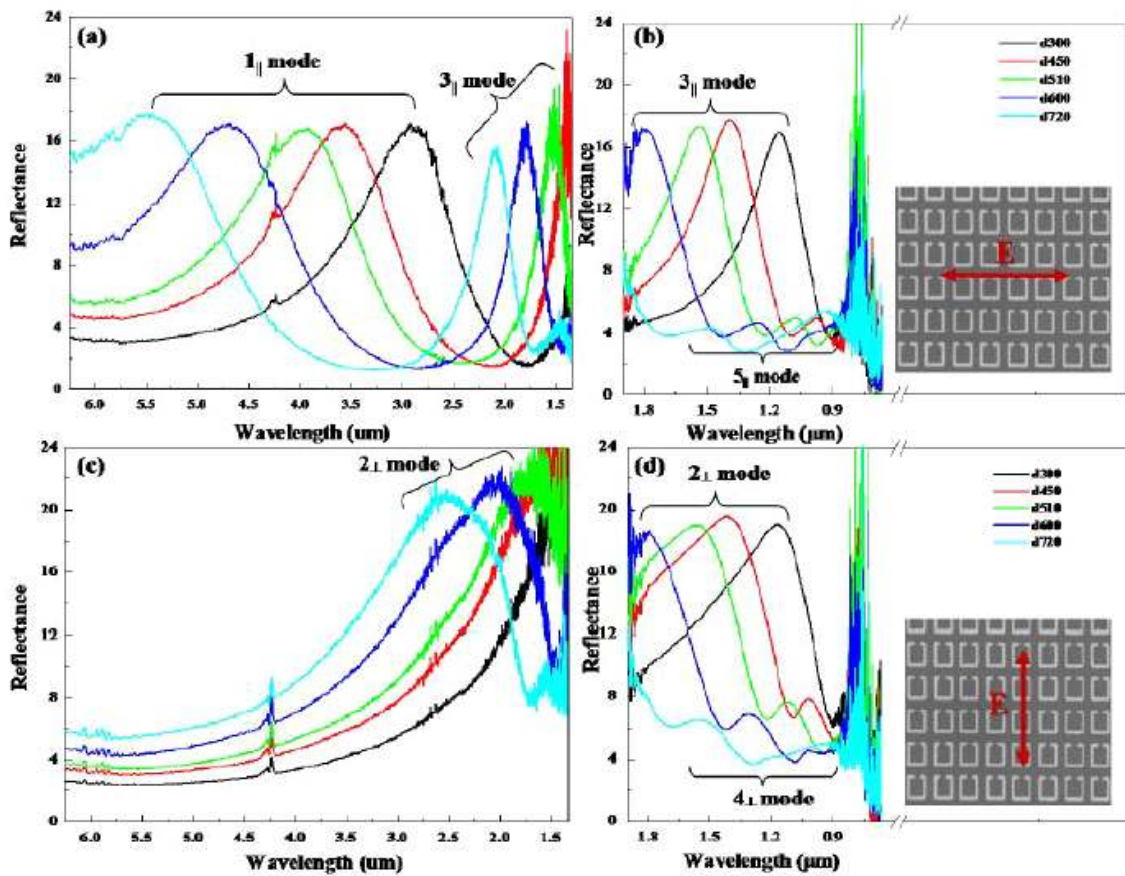 (a)
1∥ mode
3∥ mode
Reflectance
24
20
16
12
8
4
0
6.0 5.5 5.0 4.5 4.0 3.5 3.0 2.5 2.0 1.5
Wavelength (um)
(b)
3∥ mode
5∥ mode
Reflectance
24
20
16
12
8
4
0
1.8 1.5 1.2 0.9
Wavelength (μm)
d300
d450
d510
d600
d720
E
(c)
2⊥ mode
Reflectance
24
20
16
12
8
4
0
6.0 5.5 5.0 4.5 4.0 3.5 3.0 2.5 2.0 1.5
Wavelength (um)
(d)
2⊥ mode
4⊥ mode
Reflectance
24
20
16
12
8
4
0
1.8 1.5 1.2 0.9
Wavelength (μm)
d300
d450
d510
d600
d720
E